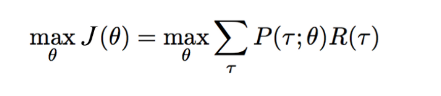 max_θ J(θ) = max_θ ∑_τ P(τ;θ)R(τ)